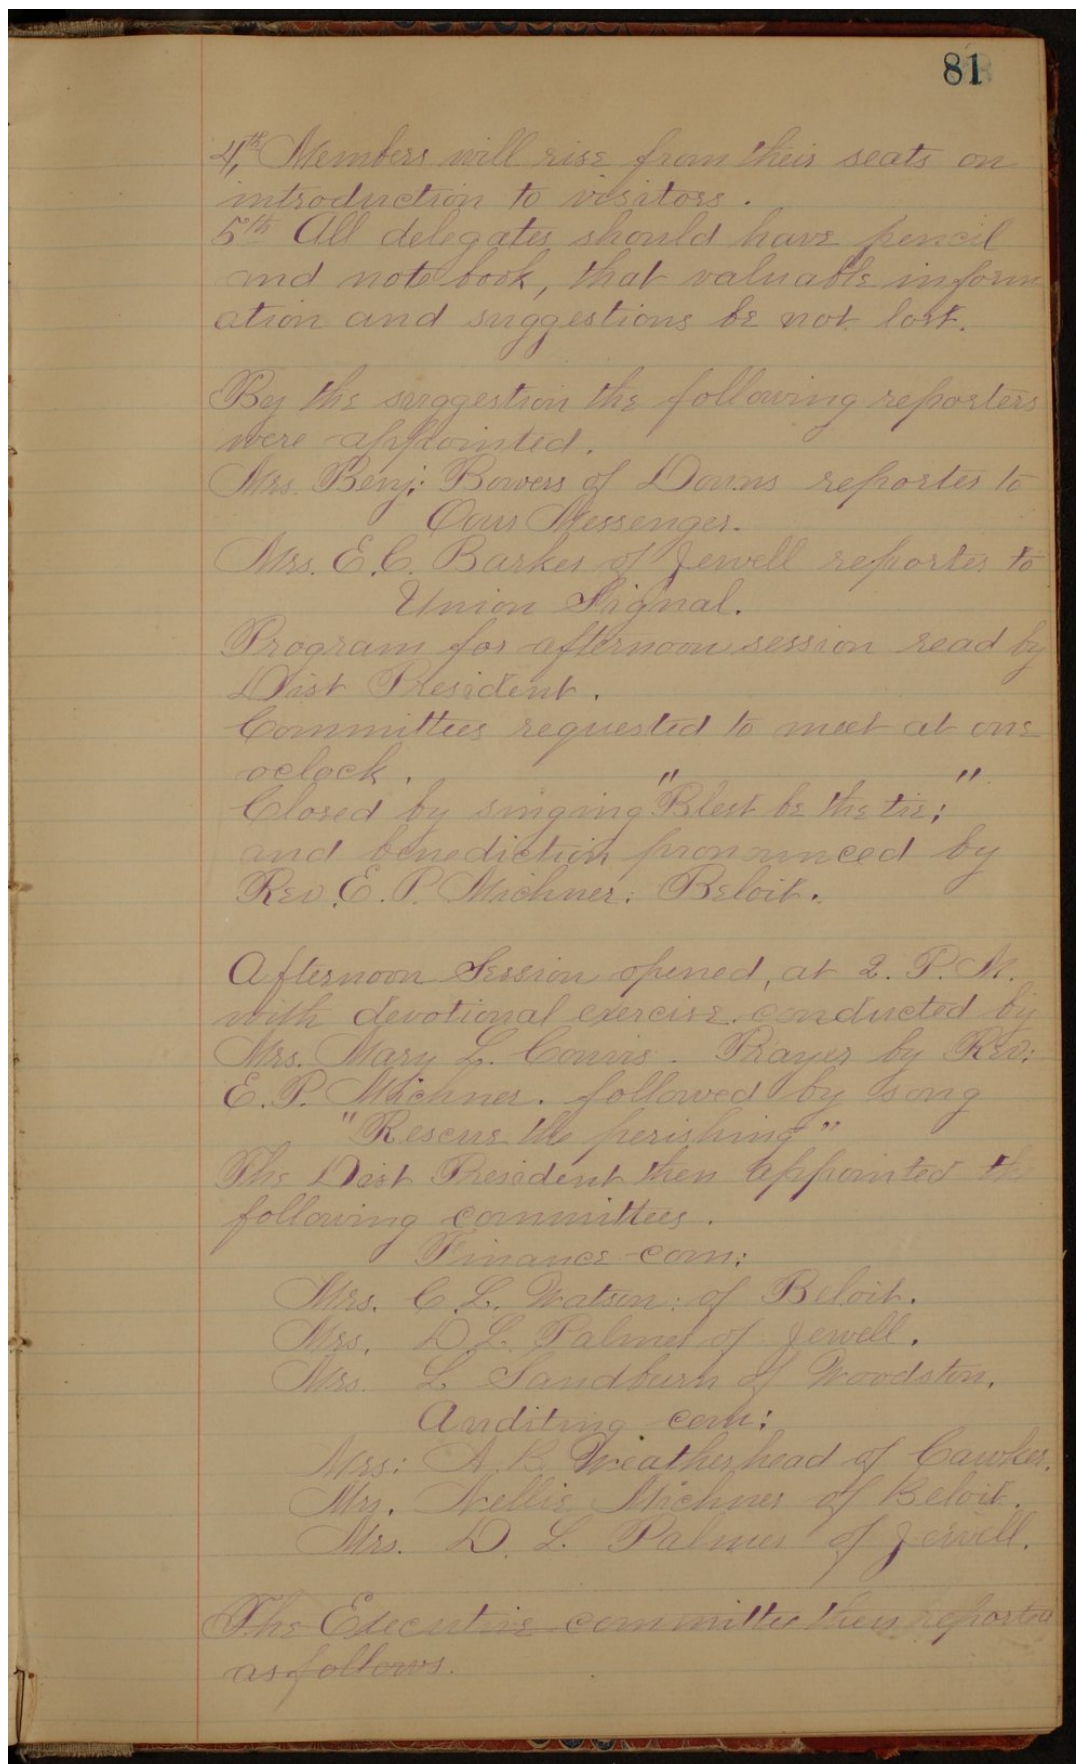 81
4th, Members will rise from their seats on
introduction to visitors.
5th All delegates should have pencil
and note book, that valuable inform
ation and suggestions be not lost.
By the suggestion the following reporters
were appointed.
Mrs. Benj: Bowers of Downs reporter to
Our Messenger.
Mrs. E. C. Barker of Jewell reporter to
Union Signal.
Program for afternoon session read by
Dist President.
Committees requested to meet at one
oclock.
Closed by singing "Blest be the tie;"
and benediction pronounced by
Rev. E. P. Michner: Beloit.
Afternoon Session opened, at 2. P. M.
with devotional exercise conducted by
Mrs. Mary L. Prayer by Rev:
E. P. Michner. followed by song
"Rescue the perishing"
The Dist President then appointed the
following committees.
Finance com:
Mrs. C. L. Watson: of Beloit.
Mrs. D L. Palmer of Jewell.
Mrs. L Sandburn of Woodston.
Auditing com:
Mrs: A. B. Weatherhead of Cawker.
Mrs. Nellie Michner of Beloit.
Mrs. D. L. Palmer of Jewell.
The Executive committee then reported
as follows.